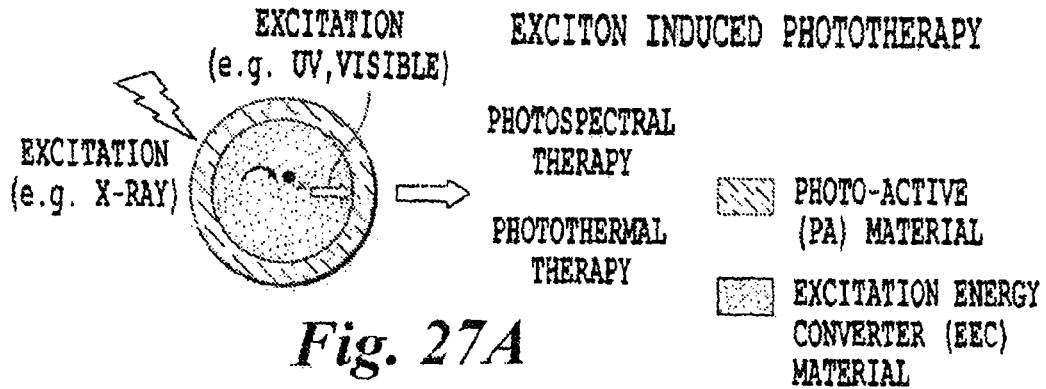 EXCITATION
(e.g. UV,VISIBLE)
EXCITON INDUCED PHOTOTHERAPY
EXCITATION
(e.g. X-RAY)
PHOTOSPECTRAL
THERAPY
PHOTOTHERMAL
THERAPY
PHOTO-ACTIVE
(PA) MATERIAL
EXCITATION ENERGY
CONVERTER (EEC)
MATERIAL
Fig. 27A